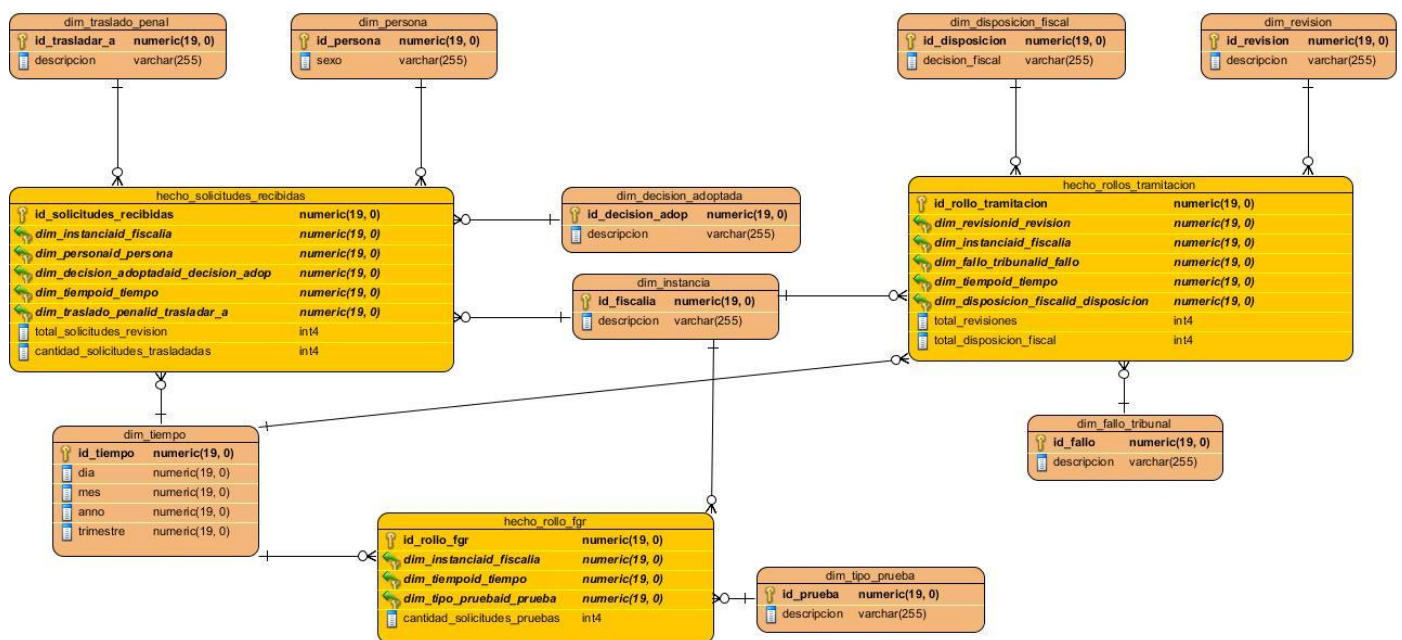 dim_traslado_penal
id_trasladar_a numeric(19, 0)
descripcion varchar(255)
dim_persona
id_persona numeric(19, 0)
sexo varchar(255)
dim_disposicion_fiscal
id_disposicion numeric(19, 0)
decision_fiscal varchar(255)
dim_revision
id_revision numeric(19, 0)
descripcion varchar(255)
hecho_solicitudes_recibidas
id_solicitudes_recibidas numeric(19, 0)
dim_instanciaid_fiscalia numeric(19, 0)
dim_personaid_persona numeric(19, 0)
dim_decision_adoptadaid_decision_adop numeric(19, 0)
dim_tiempoid_tiempo numeric(19, 0)
dim_traslado_penalid_trasladar_a numeric(19, 0)
total_solicitudes_revision int4
cantidad_solicitudes_trasladadas int4
dim_decision_adoptada
id_decision_adop numeric(19, 0)
descripcion varchar(255)
dim_instancia
id_fiscalia numeric(19, 0)
descripcion varchar(255)
hecho_rollos_tramitacion
id_rollo_tramitacion numeric(19, 0)
dim_revisionid_revision numeric(19, 0)
dim_instanciaid_fiscalia numeric(19, 0)
dim_fallo_tribunalid_fallo numeric(19, 0)
dim_tiempoid_tiempo numeric(19, 0)
dim_disposicion_fiscalid_disposicion numeric(19, 0)
total_revisiones int4
total_disposicion_fiscal int4
dim_tiempo
id_tiempo numeric(19, 0)
dia numeric(19, 0)
mes numeric(19, 0)
anno numeric(19, 0)
trimestre numeric(19, 0)
dim_fallo_tribunal
id_fallo numeric(19, 0)
descripcion varchar(255)
hecho_rollo_fgr
id_rollo_fgr numeric(19, 0)
dim_instanciaid_fiscalia numeric(19, 0)
dim_tiempoid_tiempo numeric(19, 0)
dim_tipo_pruebaid_prueba numeric(19, 0)
cantidad_solicitudes_pruebas int4
dim_tipo_prueba
id_prueba numeric(19, 0)
descripcion varchar(255)